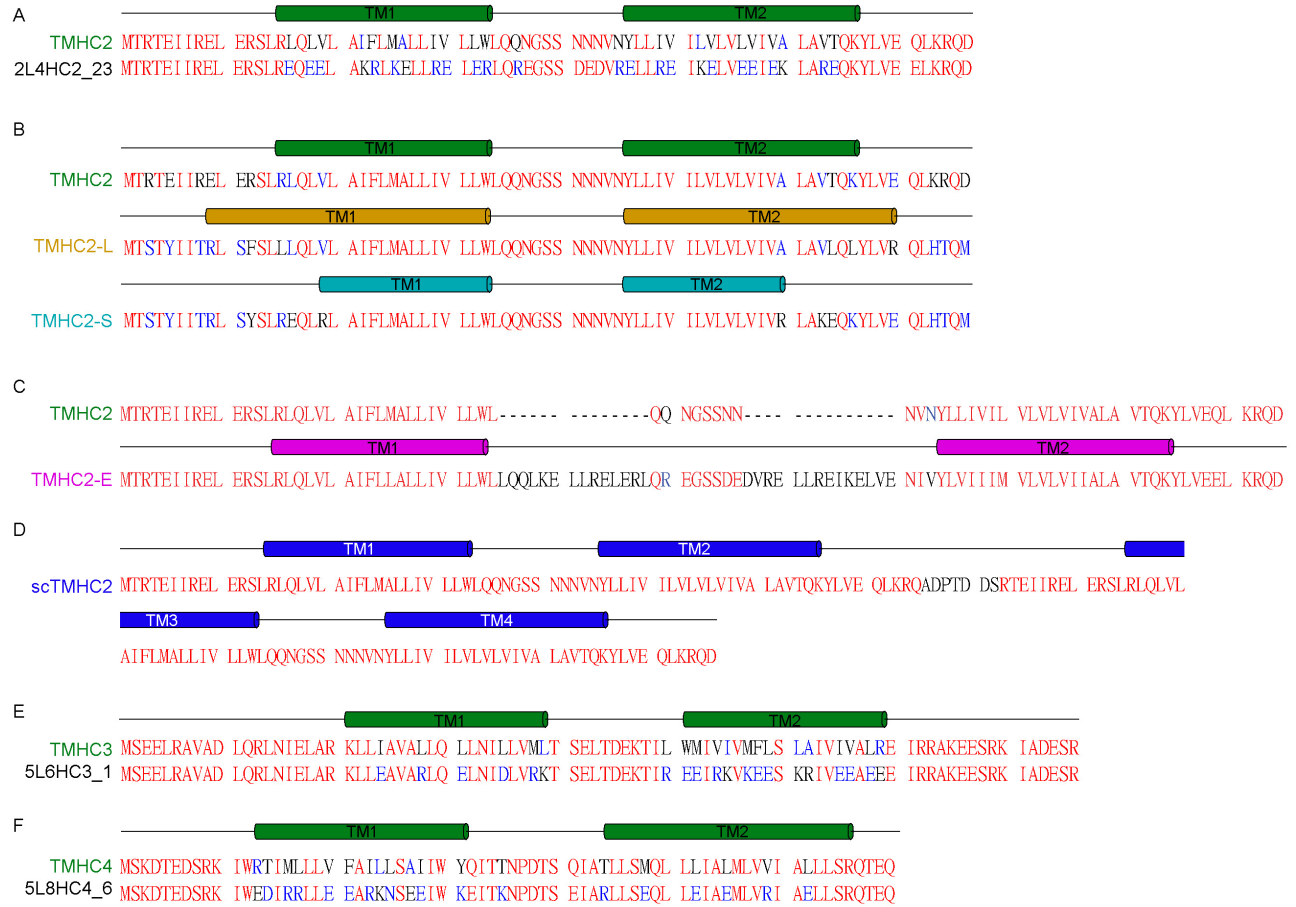 A
TM1 TM2
TMHC2 MTRTEIIREL ERSLRLQLVL AIFLMALLIV LLWLQQNGSS NNNVNYLLIV ILVLVLVIVA LAVTQKYLVE QLKRQD
2L4HC2_23 MTRTEIIREL ERSLREQEEL AKRLKELLRE LERLQREGSS DEDVRELLRE IKELVEEIEK LAREQKYLVE ELKRQD
B
TM1 TM2
TMHC2 MTRTEIIREL ERSLRLQLVL AIFLMALLIV LLWLQQNGSS NNNVNYLLIV ILVLVLVIVA LAVTQKYLVE QLKRQD
TM1 TM2
TMHC2-L MTSTYIITRL SFSLLLQLVL AIFLMALLIV LLWLQQNGSS NNNVNYLLIV ILVLVLVIVA LAVLQLYLVR QLHTQM
TM1 TM2
TMHC2-S MTSTYIITRL SYSLREQLRL AIFLMALLIV LLWLQQNGSS NNNVNYLLIV ILVLVLVIVR LAKEQKYLVE QLHTQM
C
TMHC2 MTRTEIIREL ERSLRLQLVL AIFLMALLIV LLWL------ --------QQ NGSSNN---- ---------- NVNYLLIVIL VLVLVIVALA VTQKYLVEQL KRQD
TM1 TM2
TMHC2-E MTRTEIIREL ERSLRLQLVL AIFLLALLIV LLWLLQQLKE LLRELERLQR EGSSDEDVRE LLREIKELVE NIVYLVIIIM VLVLVIIALA VTQKYLVEEL KRQD
D
TM1 TM2
scTMHC2 MTRTEIIREL ERSLRLQLVL AIFLMALLIV LLWLQQNGSS NNNVNYLLIV ILVLVLVIVA LAVTQKYLVE QLKRQADPTD DSRTEIIREL ERSLRLQLVL
TM3 TM4
AIFLMALLIV LLWLQQNGSS NNNVNYLLIV ILVLVLVIVA LAVTQKYLVE QLKRQD
E
TM1 TM2
TMHC3 MSEELRAVAD LQRLNIELAR KLLIAVALLQ LLNILLVMLT SELTDEKTIL WMIVIVMFLS LAIVIVALRE IRRAKEESRK IADESR
5L6HC3_1 MSEELRAVAD LQRLNIELAR KLLEAVARLQ ELNIDLVRKT SELTDEKTIR EEIRKVKEES KRIVEEAEEE IRRAKEESRK IADESR
F
TM1 TM2
TMHC4 MSKDTEDSRK IWRTIMLLLV FAILLSAIIW YQITTNPDTS QIATLLSMQL LLIALMLVVI ALLLSRQTEQ
5L8HC4_6 MSKDTEDSRK IWEDIRRLLE EARKNSEEIW KEITKNPDTS EIARLLSEQL LEIAEMLVRI AELLSRQTEQ